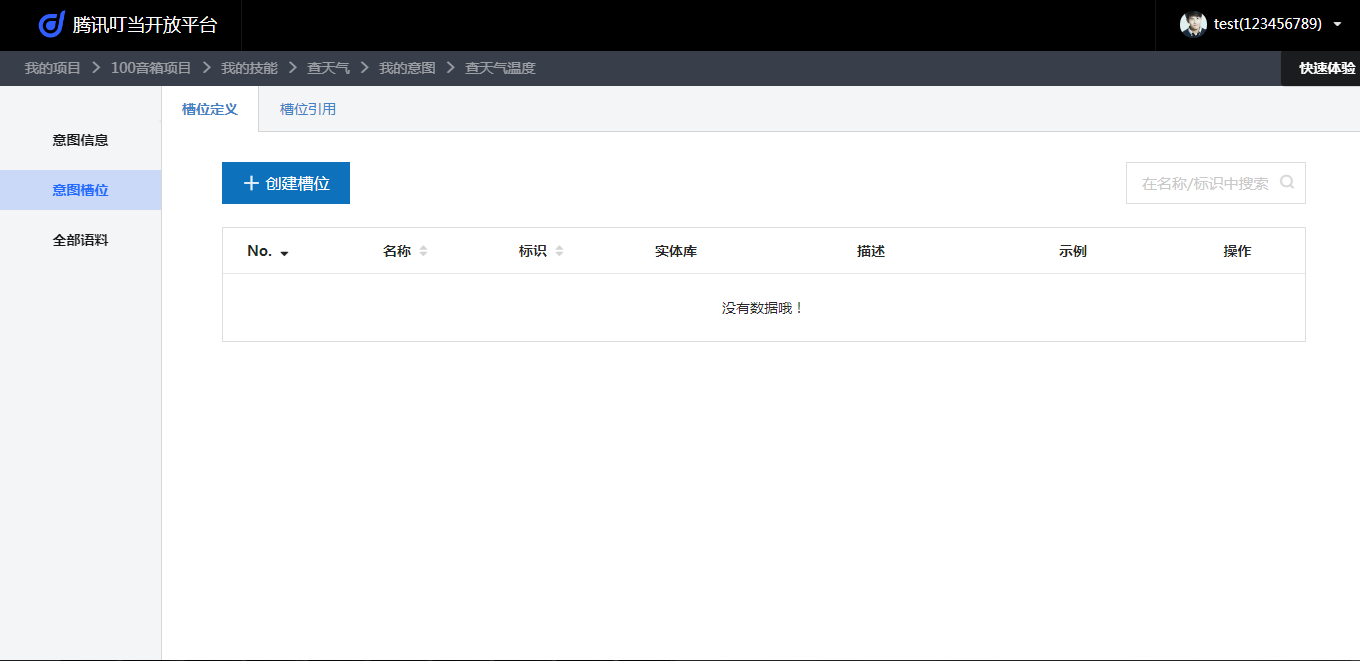 腾讯叮当开放平台
test(123456789)
我的项目 > 100音箱项目 > 我的技能 > 查天气 > 我的意图 > 查天气温度
快速体验
槽位定义 槽位引用
意图信息
意图槽位
全部语料
创建槽位
在名称/标识中搜索
No. 名称 标识 实体库 描述 示例 操作
没有数据哦！